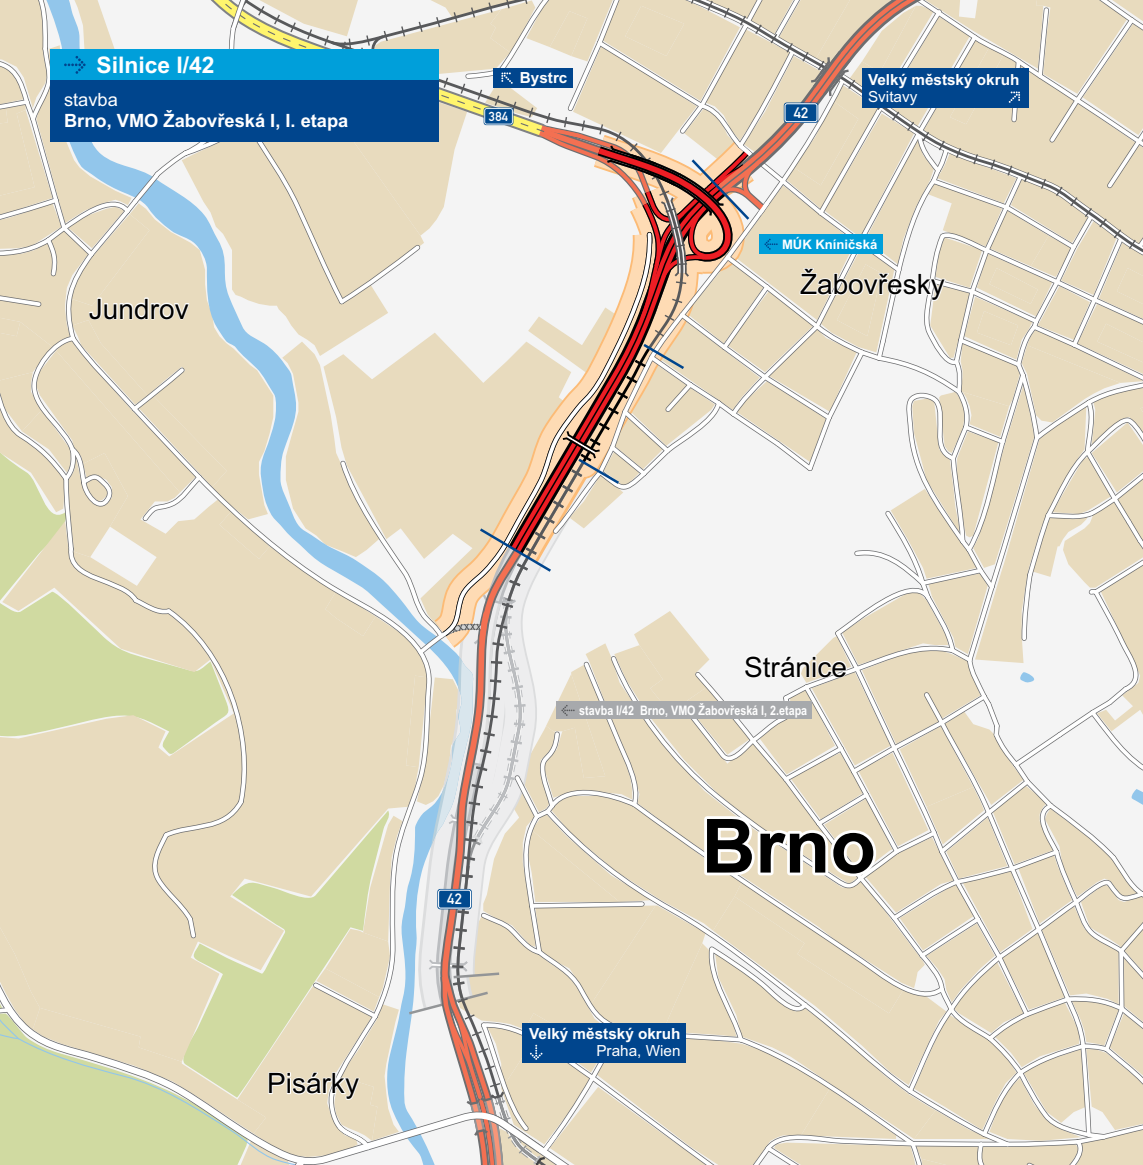 Silnice I/42
stavba
Brno, VMO Žabovřeská I, I. etapa
Bystrc
384
42
Velký městský okruh
Svitavy
MÚK Kníničská
Žabovřesky
Jundrov
Stránice
stavba I/42 Brno, VMO Žabovřeská I, 2.etapa
Brno
42
Velký městský okruh
Praha, Wien
Pisárky